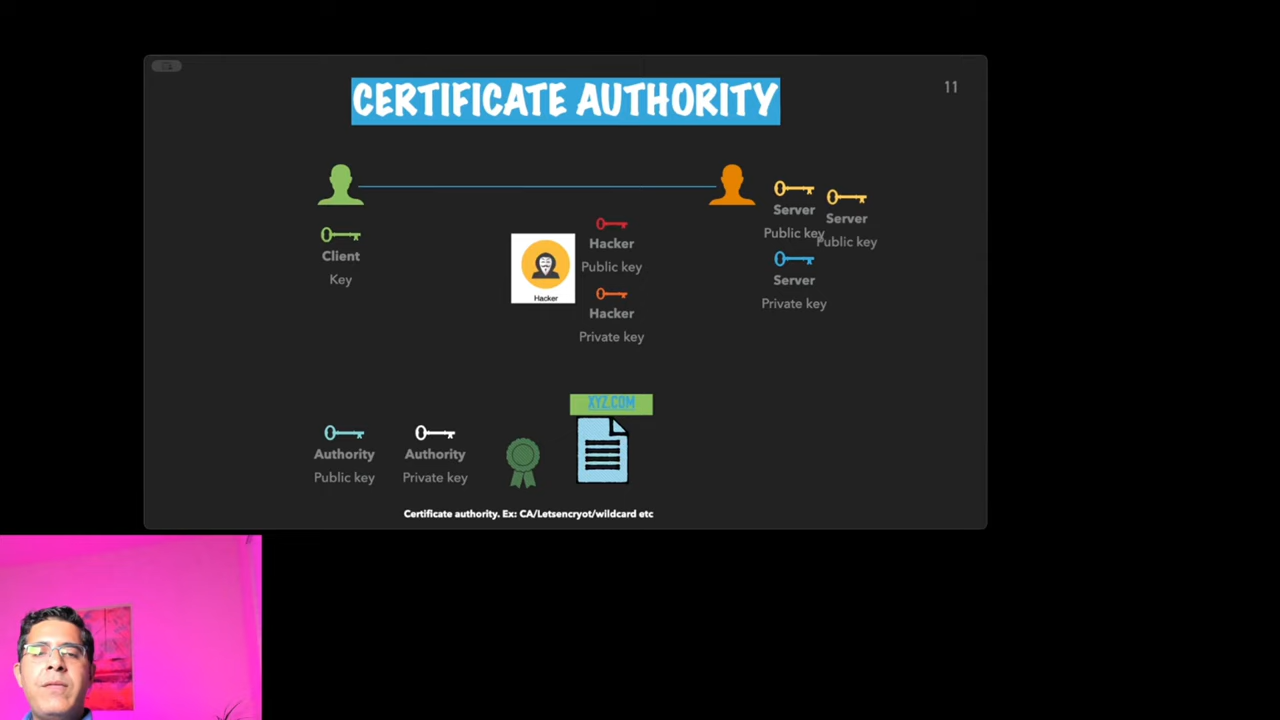 CERTIFICATE AUTHORITY
11
Server
Public key
Server
Public key
Client
Key
Hacker
Hacker
Public key
Hacker
Private key
Server
Private key
XYZ.COM
Authority
Public key
Authority
Private key
Certificate authority. Ex: CA/Letsencryot/wildcard etc